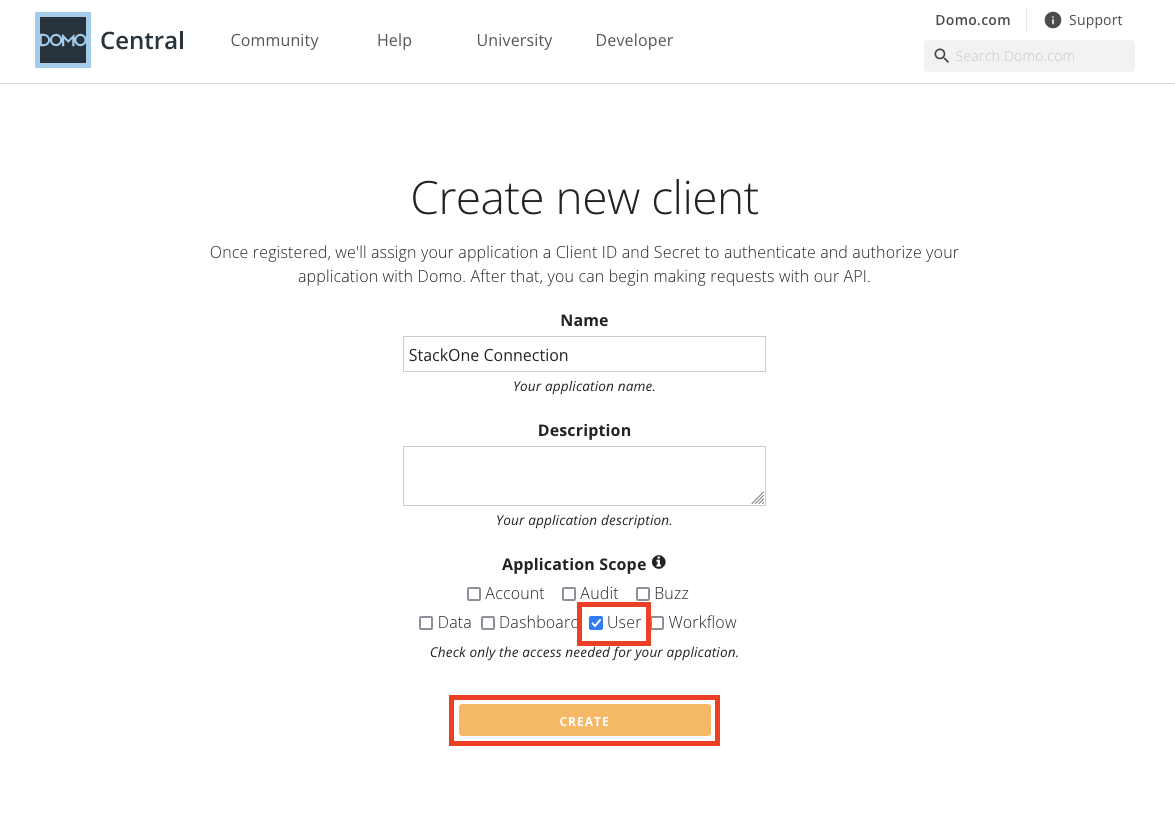 DOMO Central Community Help University Developer Domo.com Support
Search Domo.com
Create new client
Once registered, we'll assign your application a Client ID and Secret to authenticate and authorize your
application with Domo. After that, you can begin making requests with our API.
Name
StackOne Connection
Your application name.
Description
Your application description.
Application Scope
Account Audit Buzz
Data Dashboard User Workflow
Check only the access needed for your application.
CREATE